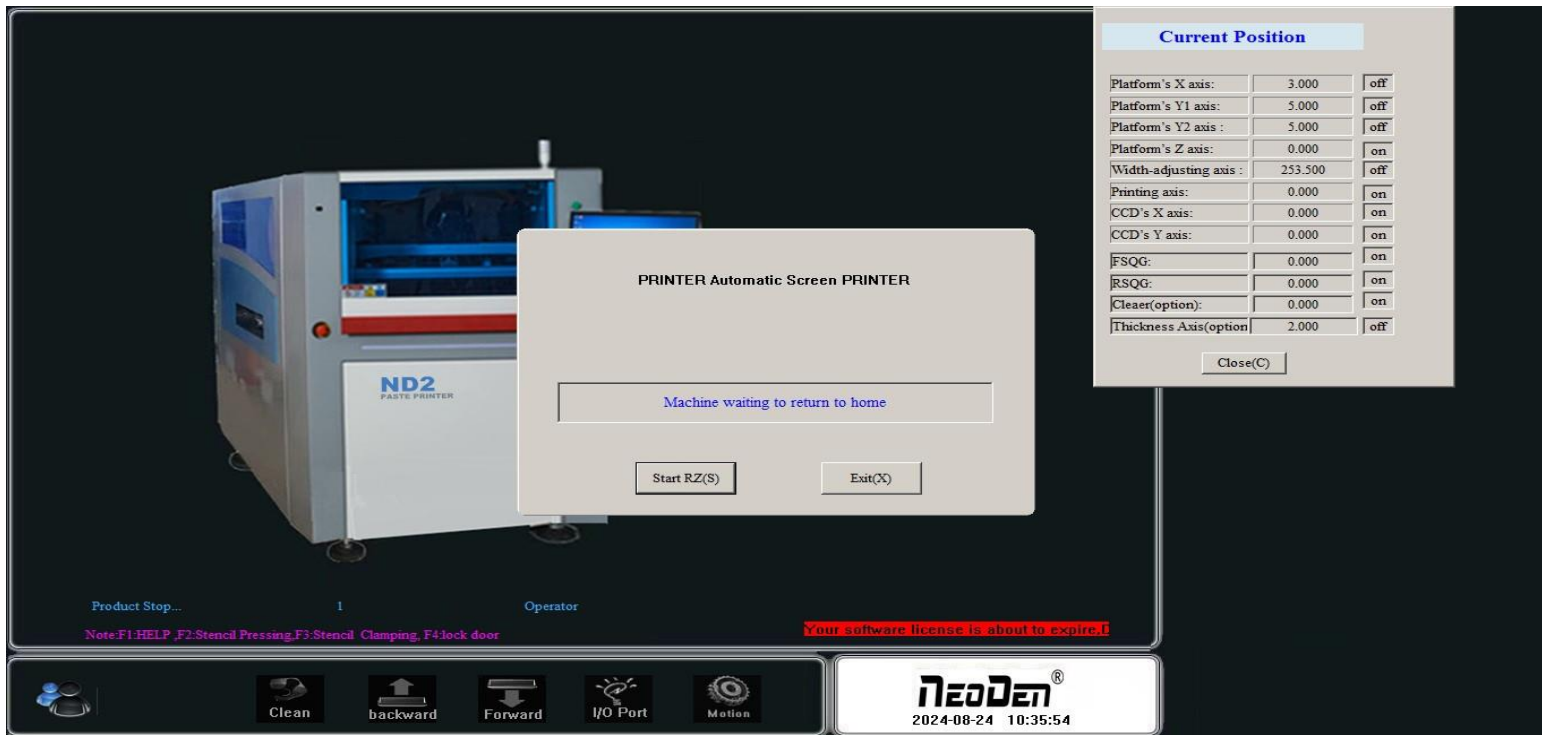 Current Position
Platform's X axis: 3.000 off
Platform's Y1 axis: 5.000 off
Platform's Y2 axis : 5.000 off
Platform's Z axis: 0.000 on
Width-adjusting axis : 253.500 off
Printing axis: 0.000 on
CCD's X axis: 0.000 on
CCD's Y axis: 0.000 on
FSQG: 0.000 on
RSQG: 0.000 on
Cleaer(option): 0.000 on
Thickness Axis(option 2.000 off
Close(C)
PRINTER Automatic Screen PRINTER
Machine waiting to return to home
Start RZ(S) Exit(X)
ND2
PASTE PRINTER
Product Stop... 1 Operator
Note:F1:HELP ,F2:Stencil Pressing,F3:Stencil Clamping, F4:lock door
Your software license is about to expire,
Clean backward Forward I/O Port Motion
NEODEN®
2024-08-24 10:35:54